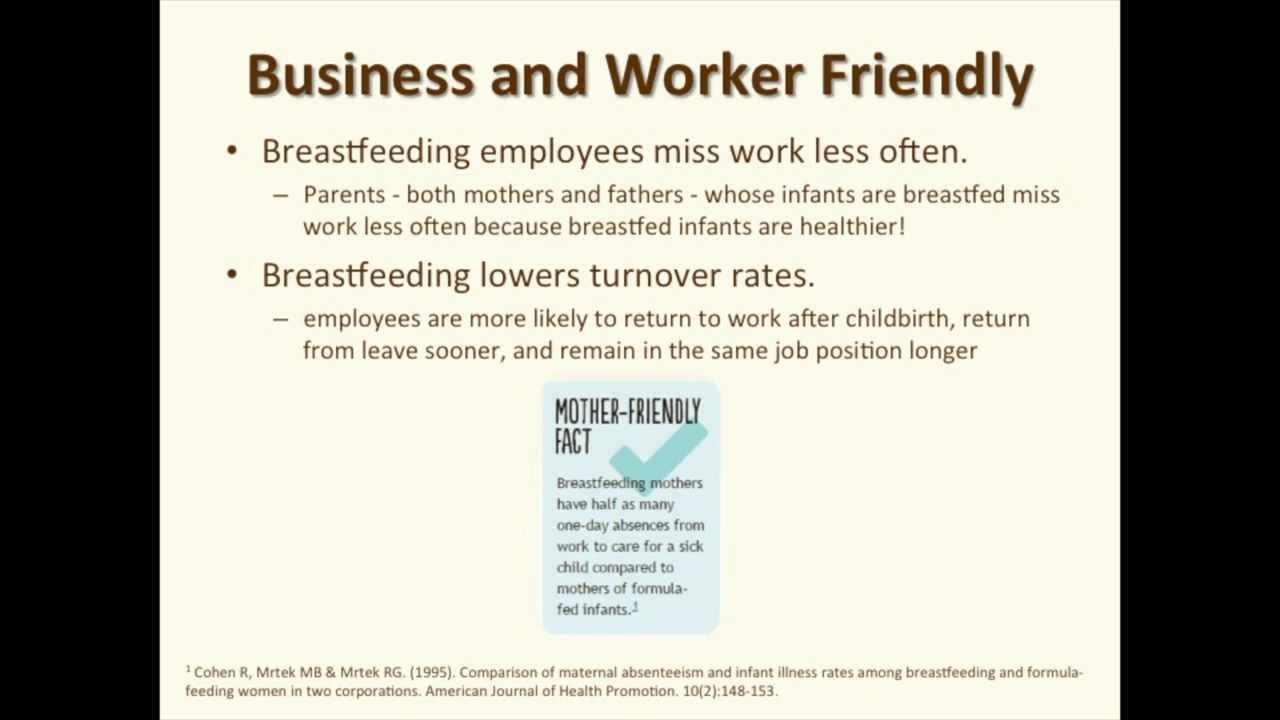 Business and Worker Friendly
• Breastfeeding employees miss work less often.
– Parents - both mothers and fathers - whose infants are breastfed miss
work less often because breastfed infants are healthier!
• Breastfeeding lowers turnover rates.
– employees are more likely to return to work after childbirth, return
from leave sooner, and remain in the same job position longer
MOTHER-FRIENDLY
FACT
Breastfeeding mothers
have half as many
one-day absences from
work to care for a sick
child compared to
mothers of formula-
fed infants.1
1 Cohen R, Mrtek MB & Mrtek RG. (1995). Comparison of maternal absenteeism and infant illness rates among breastfeeding and formula-
feeding women in two corporations. American Journal of Health Promotion. 10(2):148-153.